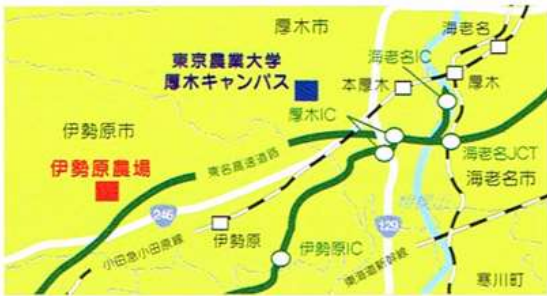 厚木市
海老名
海老名IC
東京農業大学
厚木キャンパス
本厚木
厚木
厚木IC
伊勢原市
伊勢原農場
東名高速道路
海老名JCT
海老名市
246
129
伊勢原
小田急小田原線
伊勢原IC
東海道新幹線
寒川町